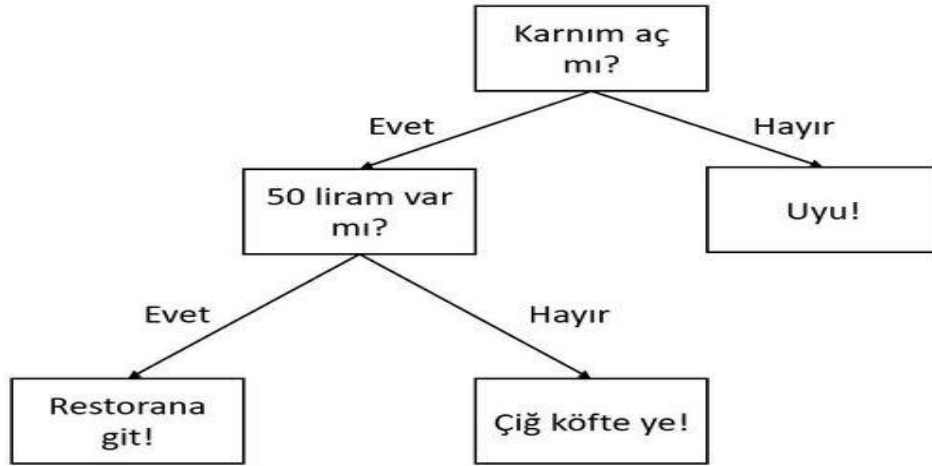 Karnım aç
mı?
Evet
Hayır
50 liram var
mı?
Uyu!
Evet
Hayır
Restorana
git!
Çiğ köfte ye!